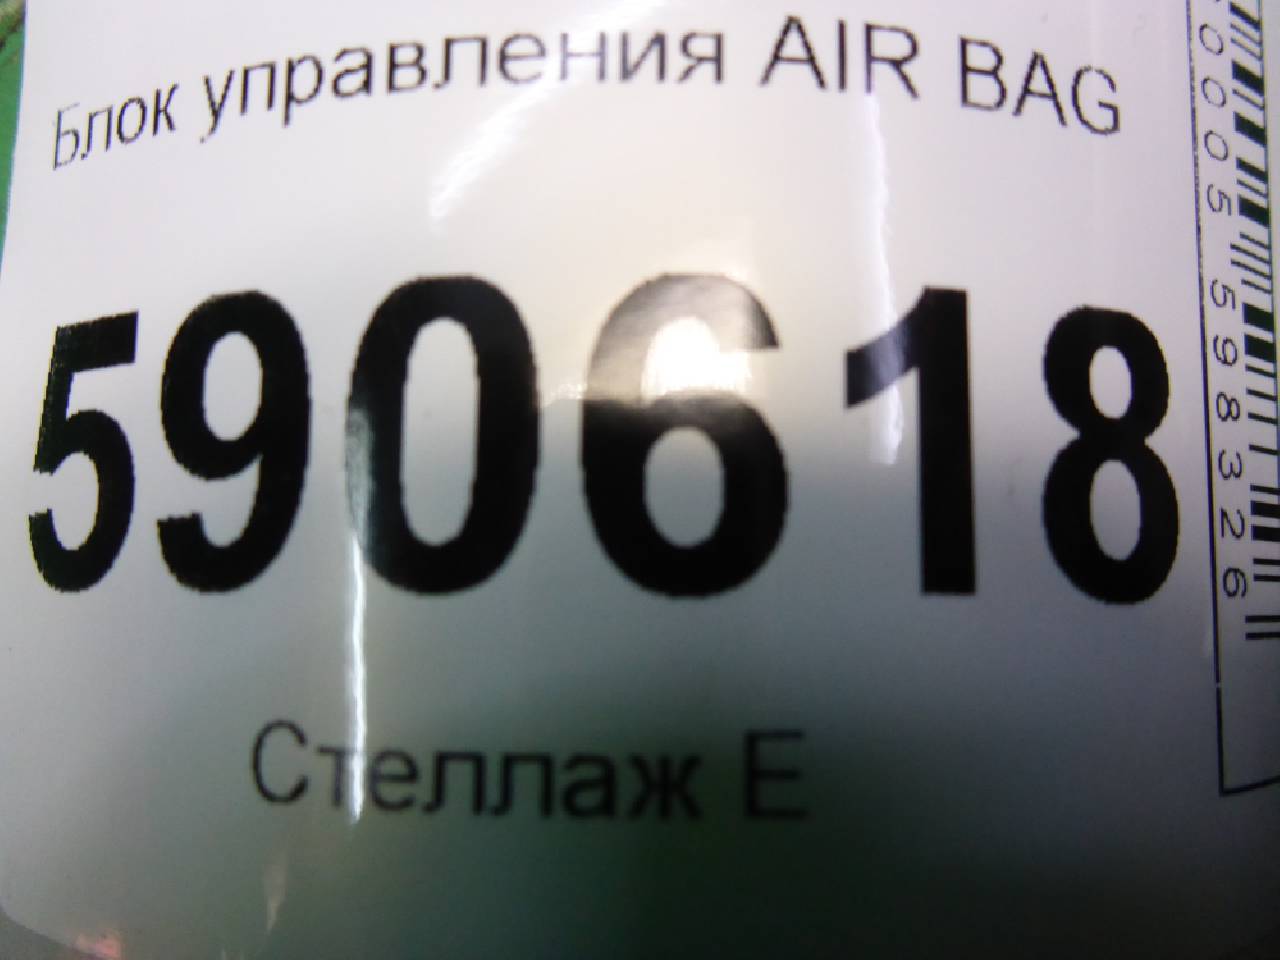 Блок управления AIR BAG
590618
Стеллаж E